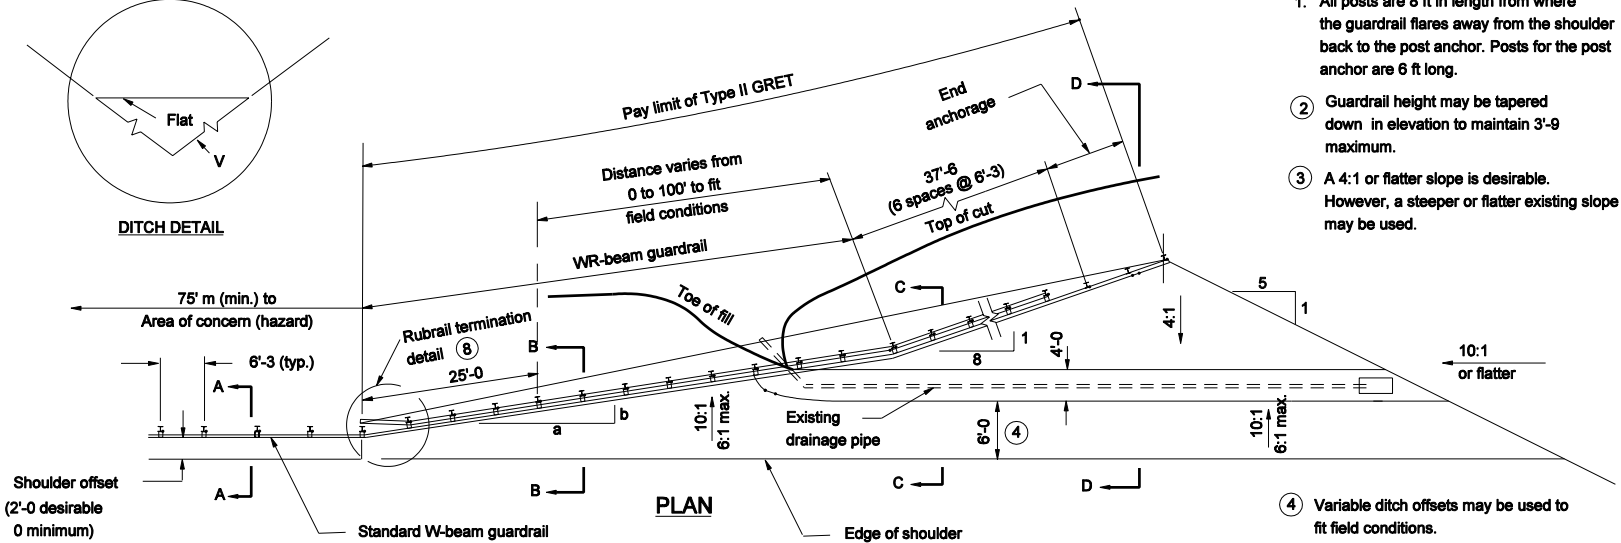 1. All posts are 8 ft in length from where
the guardrail flares away from the shoulder
back to the post anchor. Posts for the post
anchor are 6 ft long.
2 Guardrail height may be tapered
down in elevation to maintain 3'-9
maximum.
3 A 4:1 or flatter slope is desirable.
However, a steeper or flatter existing slope
may be used.
Flat
V
DITCH DETAIL
Pay limit of Type II GRET
End
anchorage
D
Distance varies from
0 to 100' to fit
field conditions
37'-6
(6 spaces @ 6'-3)
Top of cut
WR-beam guardrail
75' m (min.) to
Area of concern (hazard)
Toe of fill
C
5
1
4:1
Rubrail termination
detail 8
B
6'-3 (typ.)
25'-0
A
1
8
4'-0
10:1
or flatter
b
a
10:1
6:1 max.
Existing
drainage pipe
6'-0
4
10:1
6:1 max.
Shoulder offset
(2'-0 desirable
0 minimum)
A
B
C
D
PLAN
Standard W-beam guardrail
Edge of shoulder
4 Variable ditch offsets may be used to
fit field conditions.